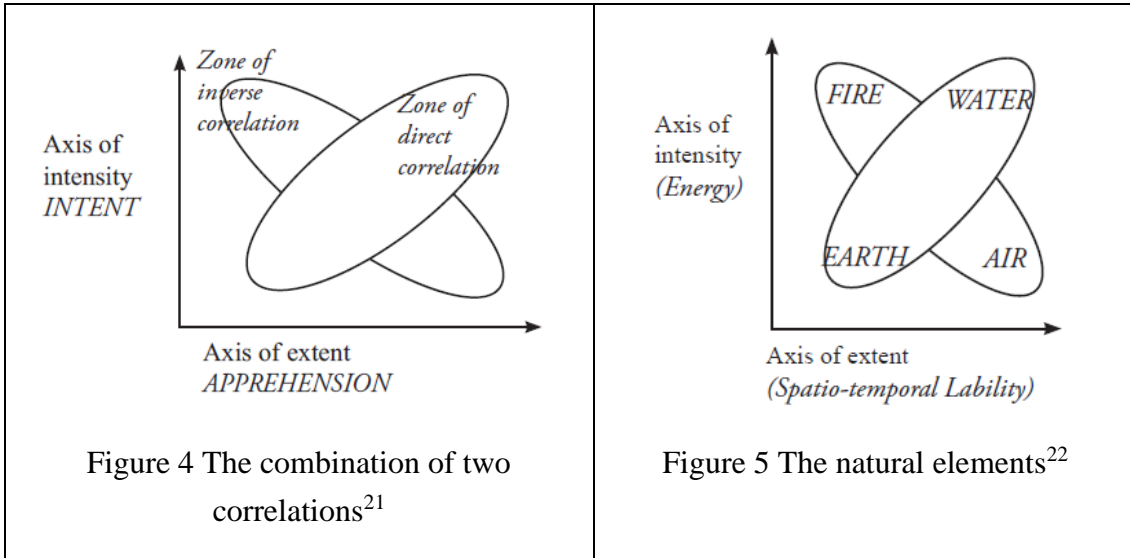 Zone of
inverse
correlation
Zone of
direct
correlation
Axis of
intensity
INTENT
Axis of extent
APPREHENSION
Figure 4 The combination of two
correlations21
FIRE
WATER
Axis of
intensity
(Energy)
EARTH
AIR
Axis of extent
(Spatio-temporal Lability)
Figure 5 The natural elements22